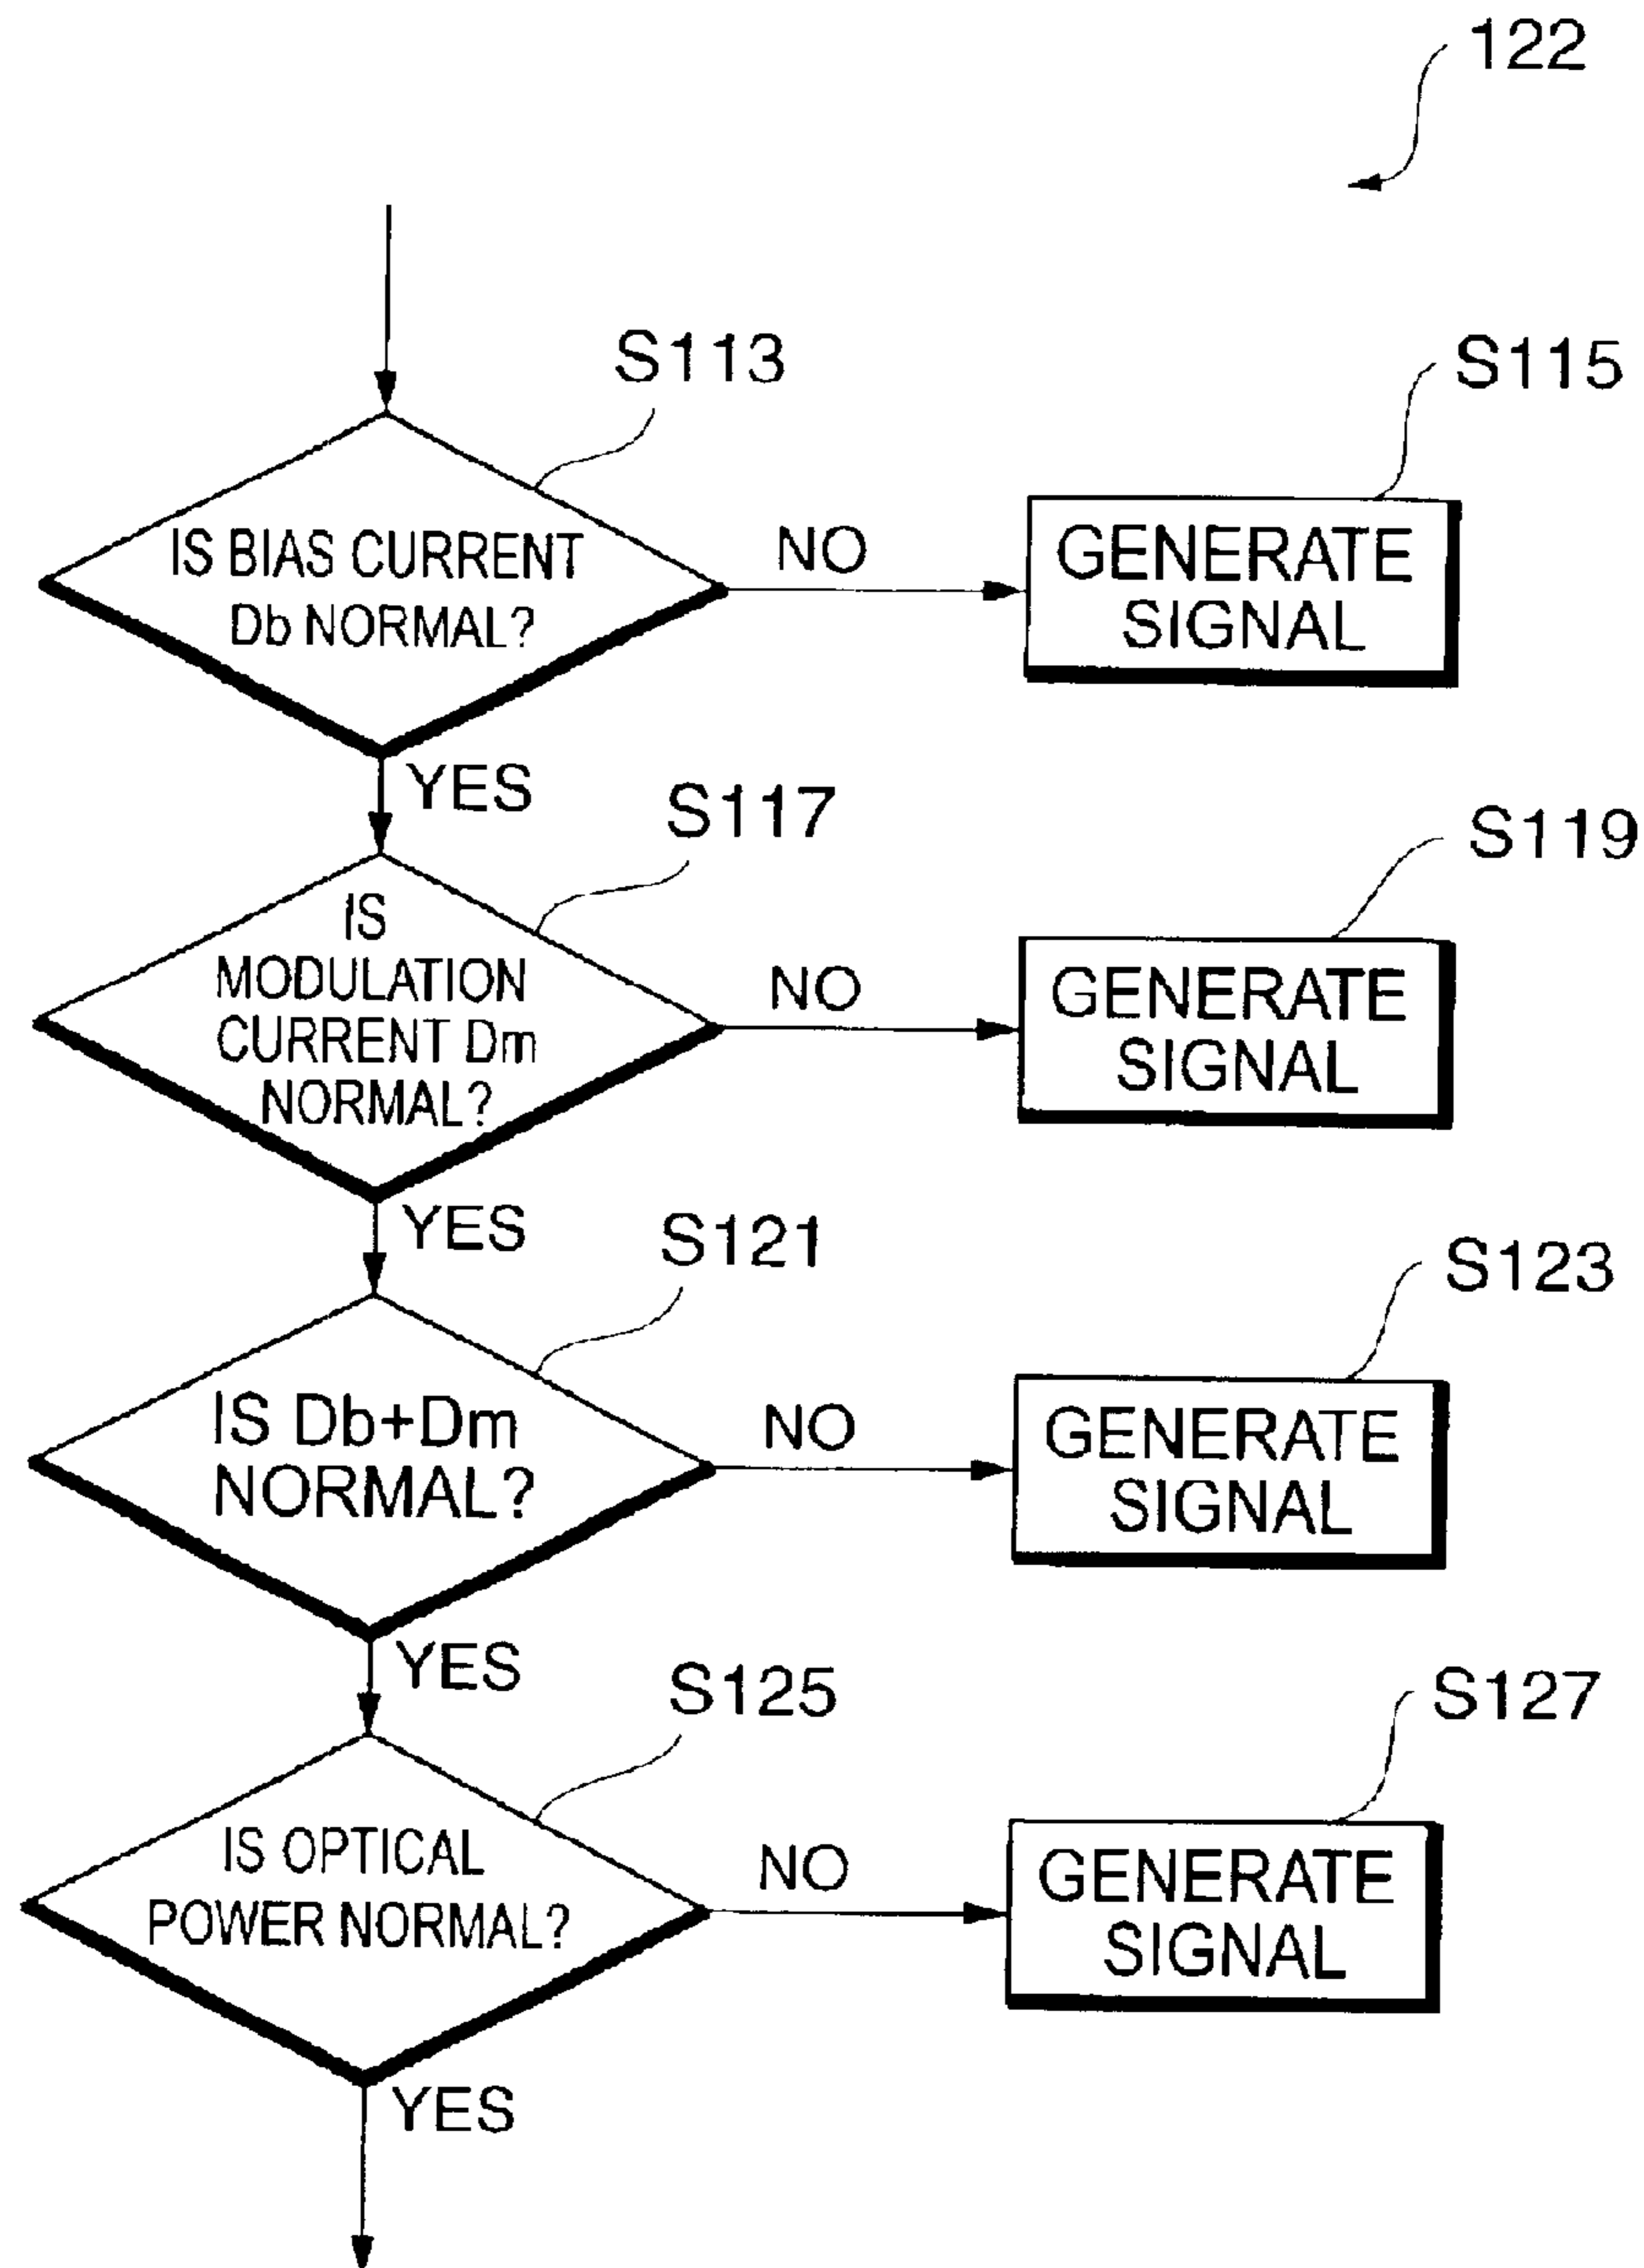 122
S113
S115
IS BIAS CURRENT
Db NORMAL?
NO
GENERATE
SIGNAL
YES
S117
S119
IS
MODULATION
CURRENT Dm
NORMAL?
NO
GENERATE
SIGNAL
YES
S121
S123
IS Db+Dm
NORMAL?
NO
GENERATE
SIGNAL
YES
S125
S127
IS OPTICAL
POWER NORMAL?
NO
GENERATE
SIGNAL
YES